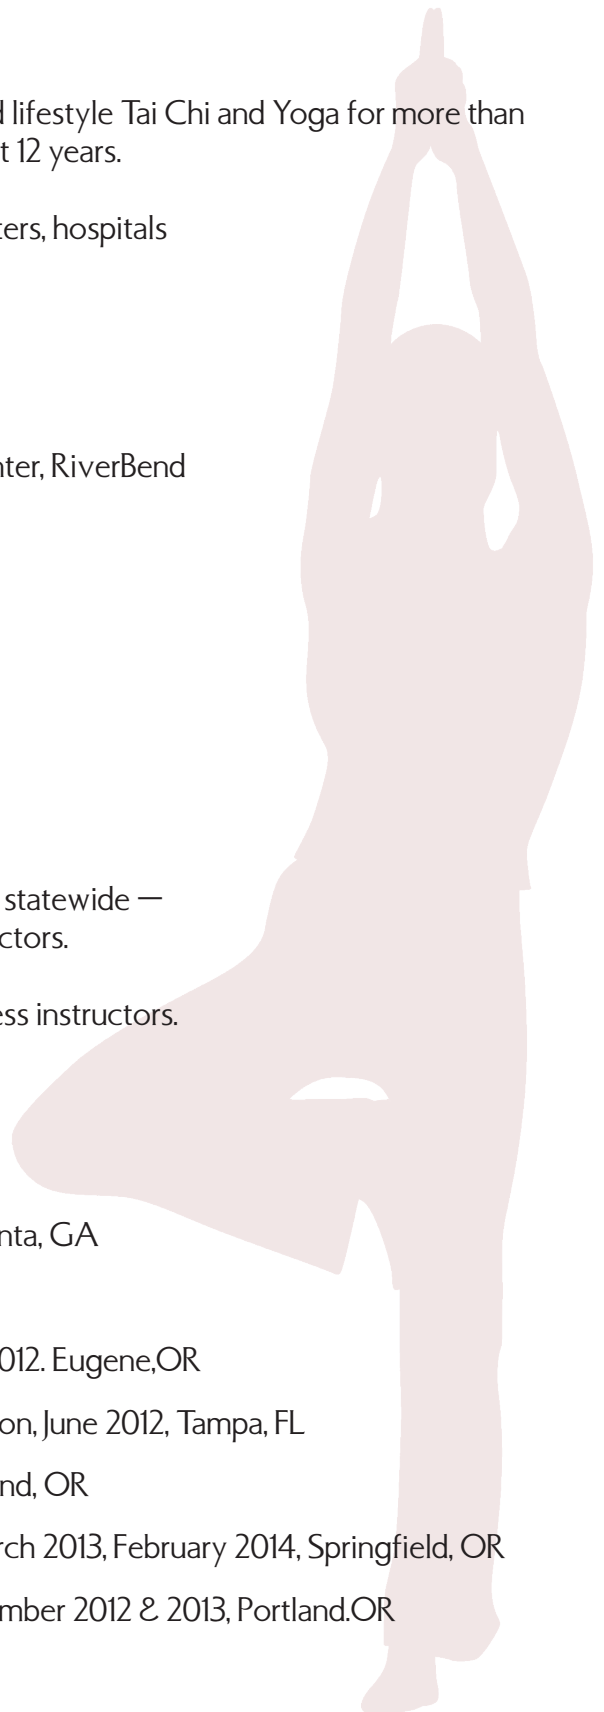 d lifestyle Tai Chi and Yoga for more than
t 12 years.
ters, hospitals
nter, RiverBend
statewide —
ctors.
ess instructors.
nta, GA
012. Eugene,OR
on, June 2012, Tampa, FL
nd, OR
rch 2013, February 2014, Springfield, OR
mber 2012 & 2013, Portland.OR